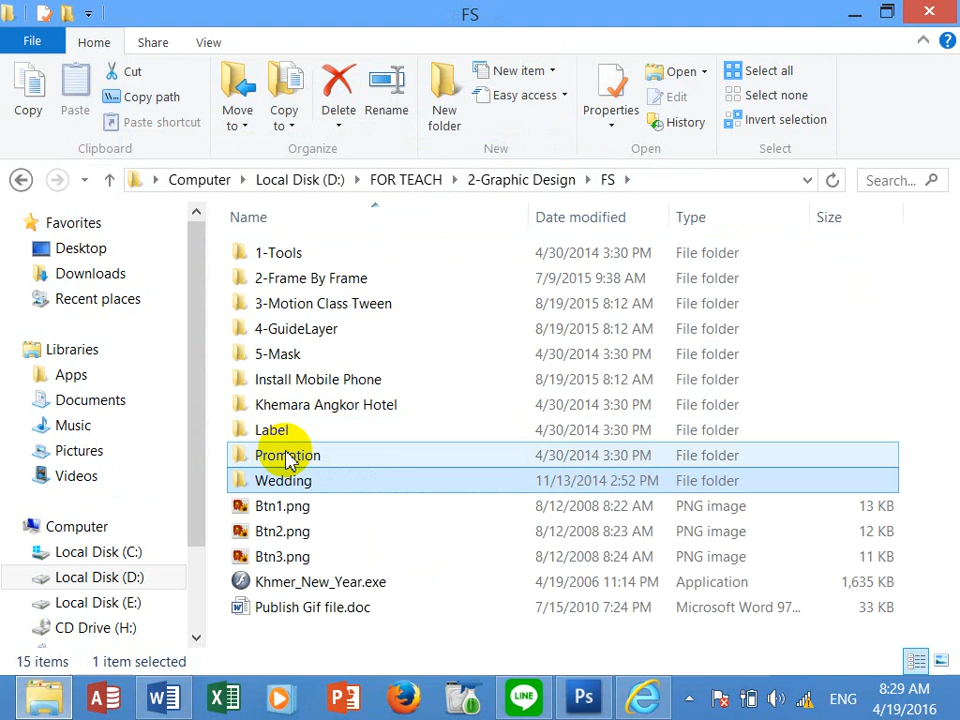 FS
File
Home
Share
View
Copy
Paste
Cut
Copy path
Paste shortcut
Clipboard
Move to
Copy to
Delete
Rename
Organize
New folder
New item
Easy access
New
Properties
Open
Edit
History
Open
Select all
Select none
Invert selection
Select
Computer
Local Disk (D:)
FOR TEACH
2-Graphic Design
FS
Search...
Favorites
Desktop
Downloads
Recent places
Libraries
Apps
Documents
Music
Pictures
Videos
Computer
Local Disk (C:)
Local Disk (D:)
Local Disk (E:)
CD Drive (H:)
Name Date modified Type Size
1-Tools 4/30/2014 3:30 PM File folder
2-Frame By Frame 7/9/2015 9:38 AM File folder
3-Motion Class Tween 8/19/2015 8:12 AM File folder
4-GuideLayer 8/19/2015 8:12 AM File folder
5-Mask 4/30/2014 3:30 PM File folder
Install Mobile Phone 8/19/2015 8:12 AM File folder
Khemara Angkor Hotel 4/30/2014 3:30 PM File folder
Label 4/30/2014 3:30 PM File folder
Promotion 4/30/2014 3:30 PM File folder
Wedding 11/13/2014 2:52 PM File folder
Btn1.png 8/12/2008 8:22 AM PNG image 13 KB
Btn2.png 8/12/2008 8:23 AM PNG image 12 KB
Btn3.png 8/12/2008 8:24 AM PNG image 11 KB
Khmer_New_Year.exe 4/19/2006 11:14 PM Application 1,635 KB
Publish Gif file.doc 7/15/2010 7:24 PM Microsoft Word 97... 33 KB
15 items 1 item selected
LINE
Ps
ENG
8:29 AM
4/19/2016